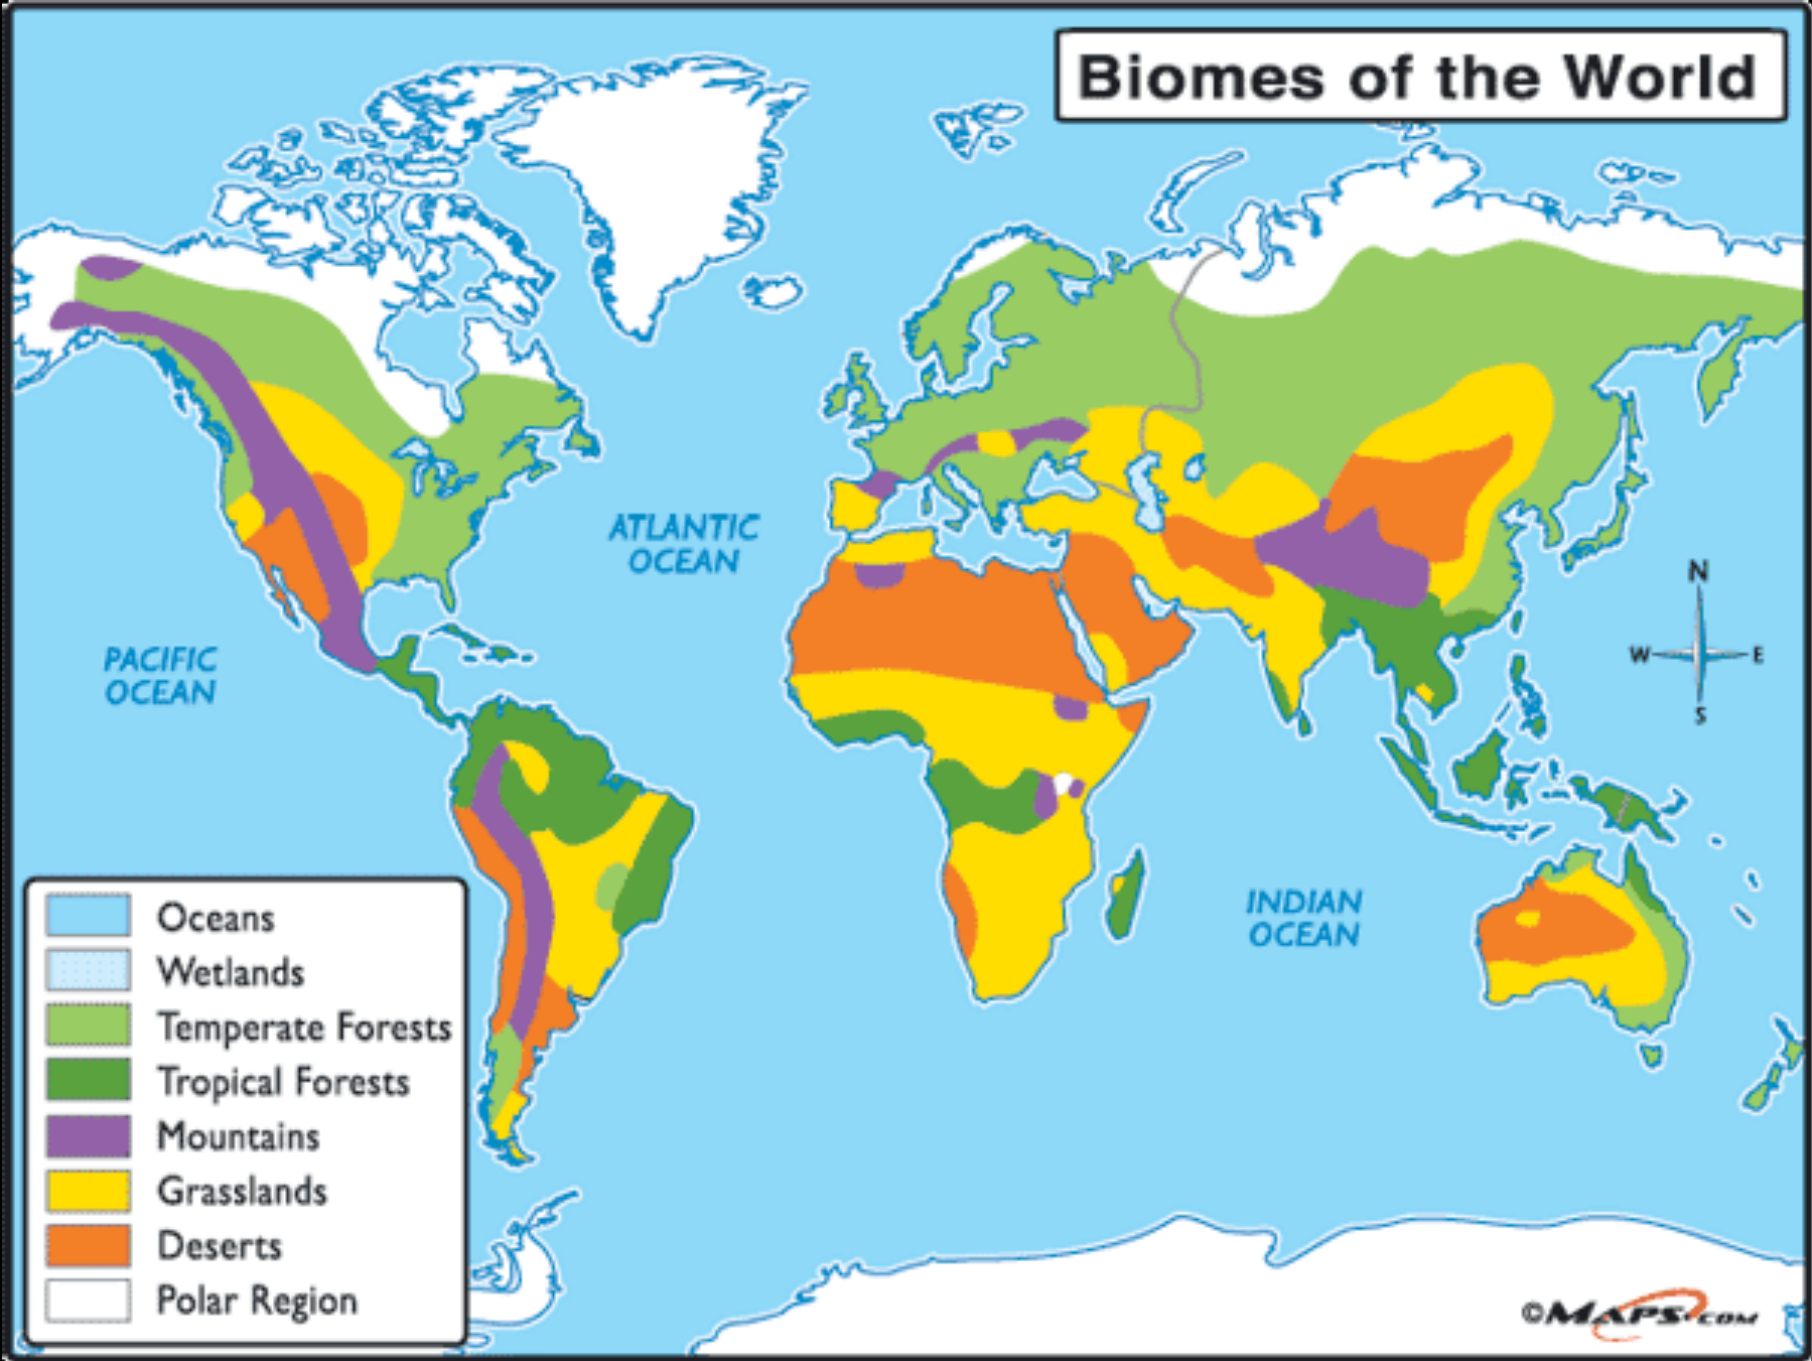 Biomes of the World
ATLANTIC
OCEAN
N
W E
S
PACIFIC
OCEAN
INDIAN
OCEAN
Oceans
Wetlands
Temperate Forests
Tropical Forests
Mountains
Grasslands
Deserts
Polar Region
©MAPS.COM